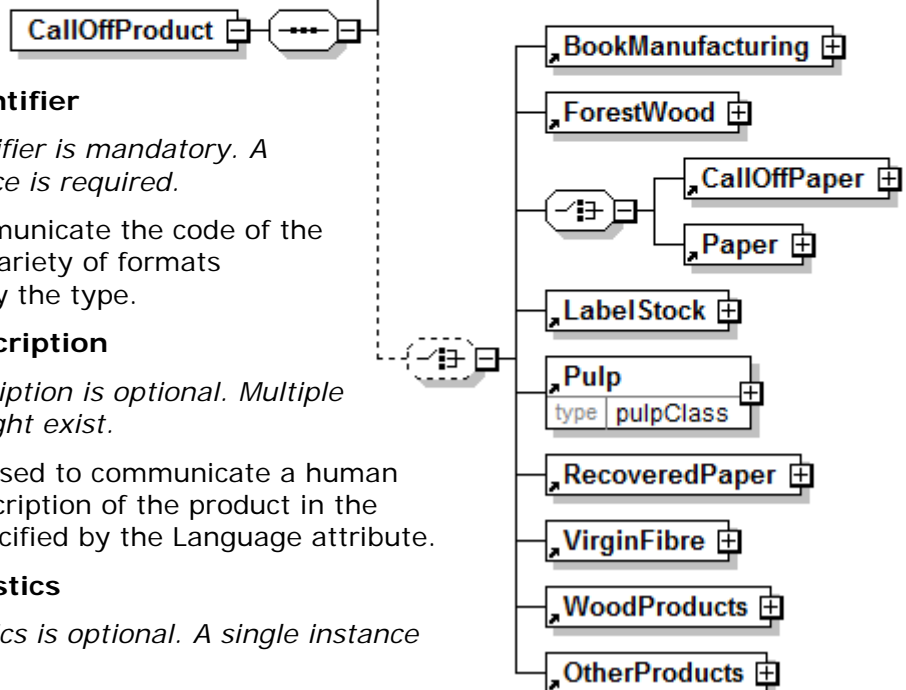 CallOffProduct
ntifier
ifier is mandatory. A
ce is required.
municate the code of the
ariety of formats
y the type.
cription
iption is optional. Multiple
ght exist.
sed to communicate a human
cription of the product in the
cified by the Language attribute.
stics
ics is optional. A single instance
BookManufacturing
ForestWood
CallOffPaper
Paper
LabelStock
Pulp
type pulpClass
RecoveredPaper
VirginFibre
WoodProducts
OtherProducts